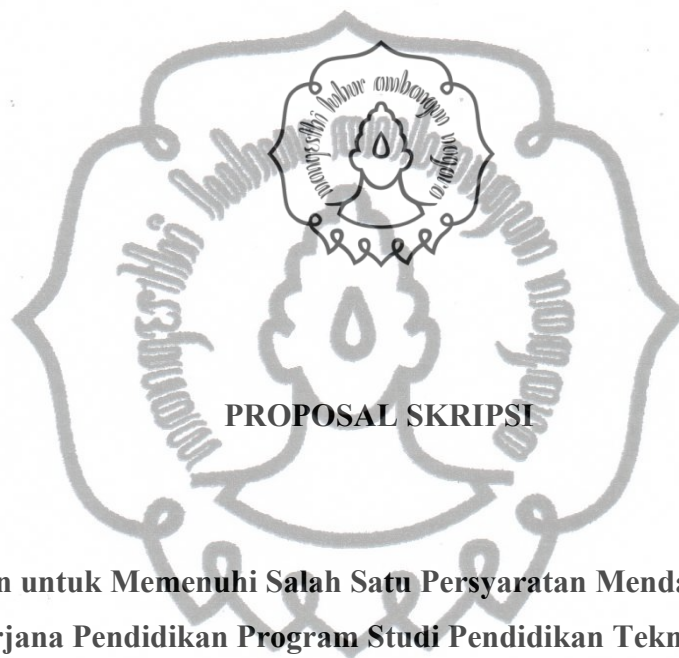 mangesthi luhur ambangun nagara
PROPOSAL SKRIPSI
n untuk Memenuhi Salah Satu Persyaratan Menda
rjana Pendidikan Program Studi Pendidikan Tekn